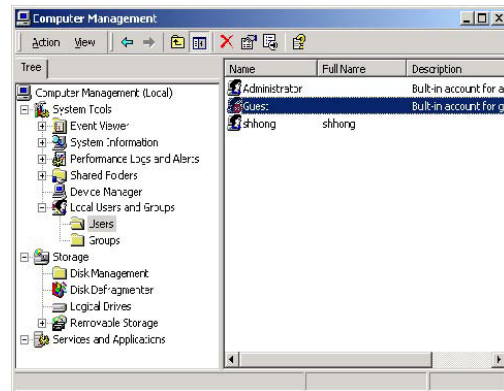 Computer Management
Action View
Tree
Computer Management (Local)
System Tools
Event Viewer
System Information
Performance Logs and Alerts
Shared Folders
Device Manager
Local Users and Groups
Users
Groups
Storage
Disk Management
Disk Defragmenter
Logical Drives
Removable Storage
Services and Applications
Name Full Name Description
Administrator Built-in account for a
Guest Built-in account for g
shhong shhong